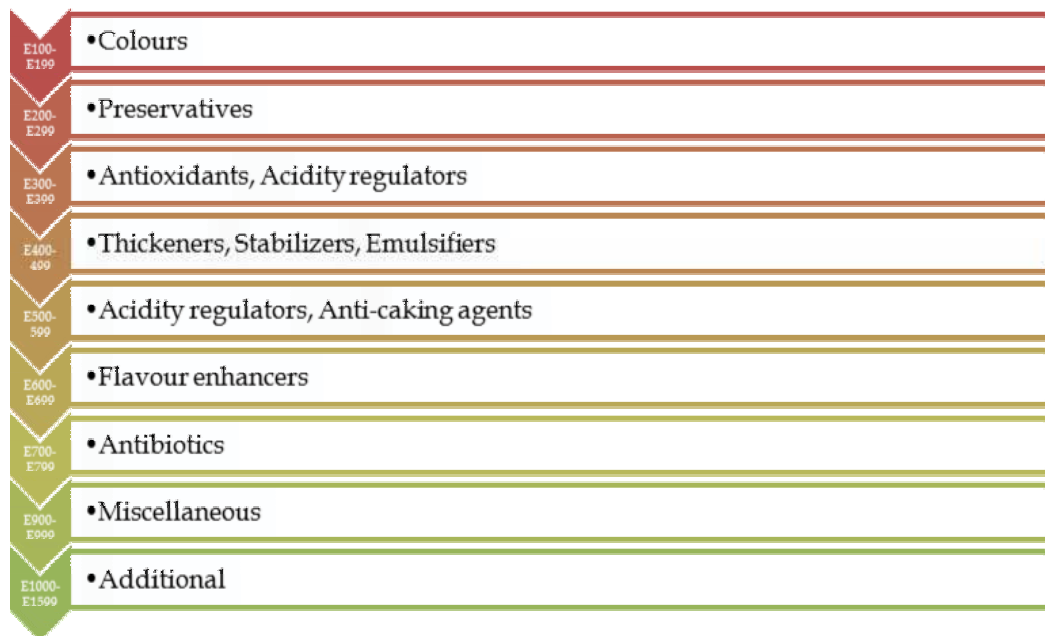 E100-
E199
•Colours
E200-
E299
•Preservatives
E300-
E399
•Antioxidants, Acidity regulators
E400-
499
•Thickeners, Stabilizers, Emulsifiers
E500-
599
•Acidity regulators, Anti-caking agents
E600-
E699
•Flavour enhancers
E700-
E799
•Antibiotics
E900-
E999
•Miscellaneous
E1000-
E1599
•Additional